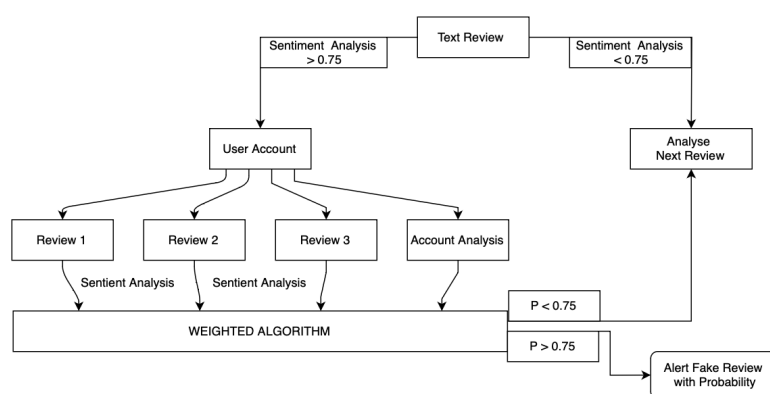 Text Review
Sentiment Analysis
> 0.75
Sentiment Analysis
< 0.75
User Account
Analyse
Next Review
Review 1
Review 2
Review 3
Account Analysis
Sentient Analysis
Sentient Analysis
P < 0.75
WEIGHTED ALGORITHM
P > 0.75
Alert Fake Review
with Probability